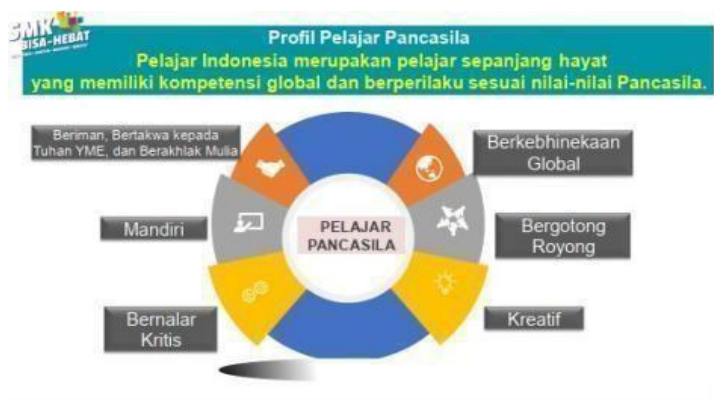 SMK
BISA-HEBAT
Profil Pelajar Pancasila
Pelajar Indonesia merupakan pelajar sepanjang hayat
yang memiliki kompetensi global dan berperilaku sesuai nilai-nilai Pancasila.
Beriman, Bertakwa kepada
Tuhan YME, dan Berakhlak Mulia
Berkebhinekaan
Global
Mandiri
PELAJAR
PANCASILA
Bergotong
Royong
Bernalar
Kritis
Kreatif